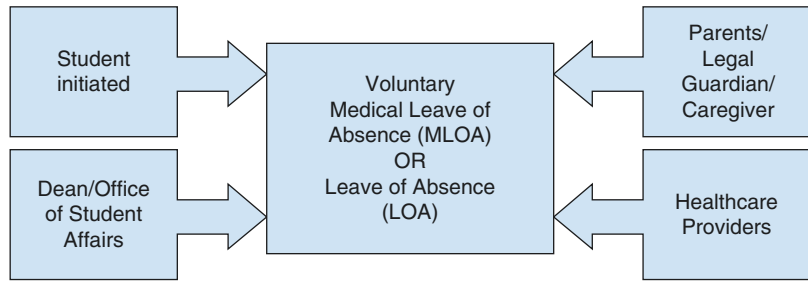 Student
initiated
Dean/Office
of Student
Affairs
Voluntary
Medical Leave of
Absence (MLOA)
OR
Leave of Absence
(LOA)
Parents/
Legal
Guardian/
Caregiver
Healthcare
Providers